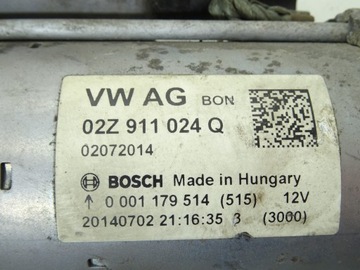 VW AG BON
02Z 911 024 Q
02072014
BOSCH Made in Hungary
↑ 0 001 179 514 (515) 12V
20140702 21:16:35 3 (3000)